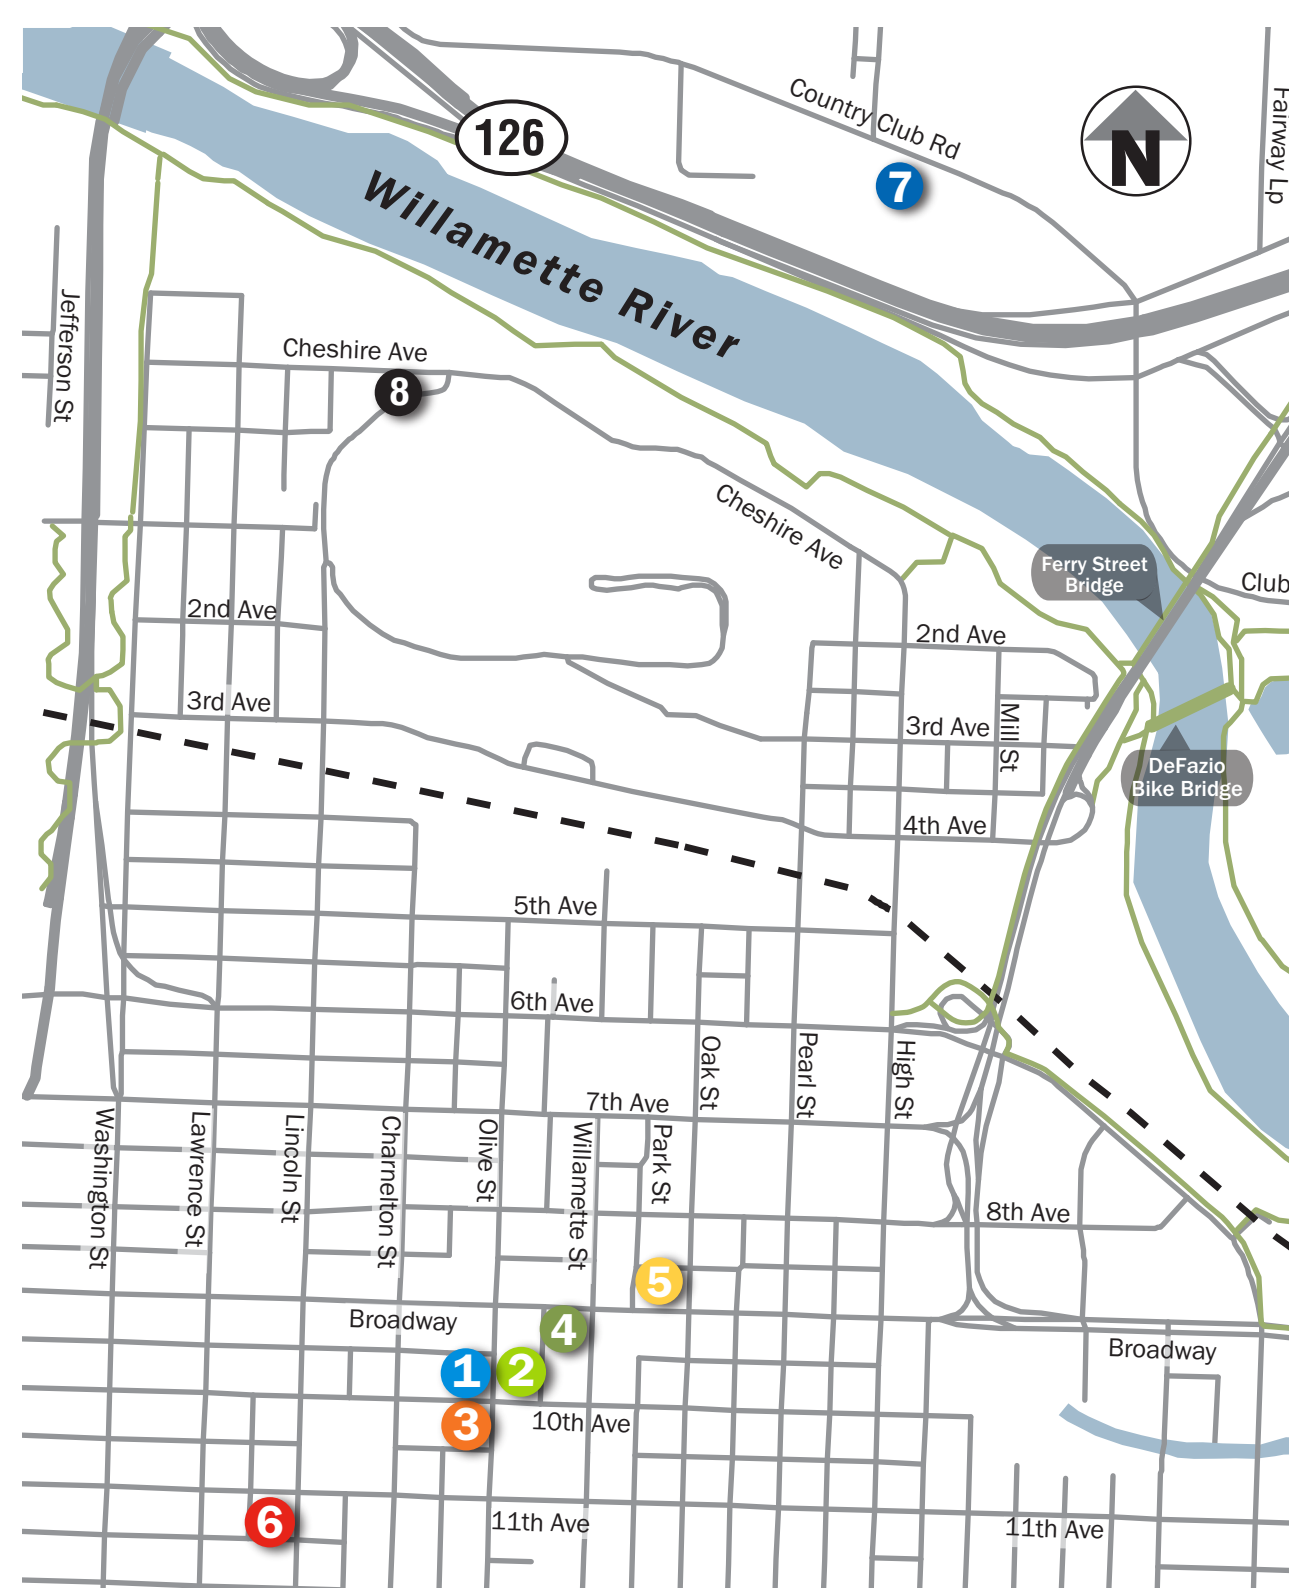 126
Country Club Rd
N
Fairway Lp
7
Willamette River
Jefferson St
Cheshire Ave
8
Cheshire Ave
Ferry Street
Bridge
Club
2nd Ave
2nd Ave
3rd Ave
3rd Ave
Mill St
DeFazio
Bike Bridge
4th Ave
5th Ave
6th Ave
Oak St
Pearl St
High St
7th Ave
Washington St
Lawrence St
Lincoln St
Charnelton St
Olive St
Willamette St
Park St
8th Ave
5
Broadway
4
Broadway
1
2
3
10th Ave
6
11th Ave
11th Ave